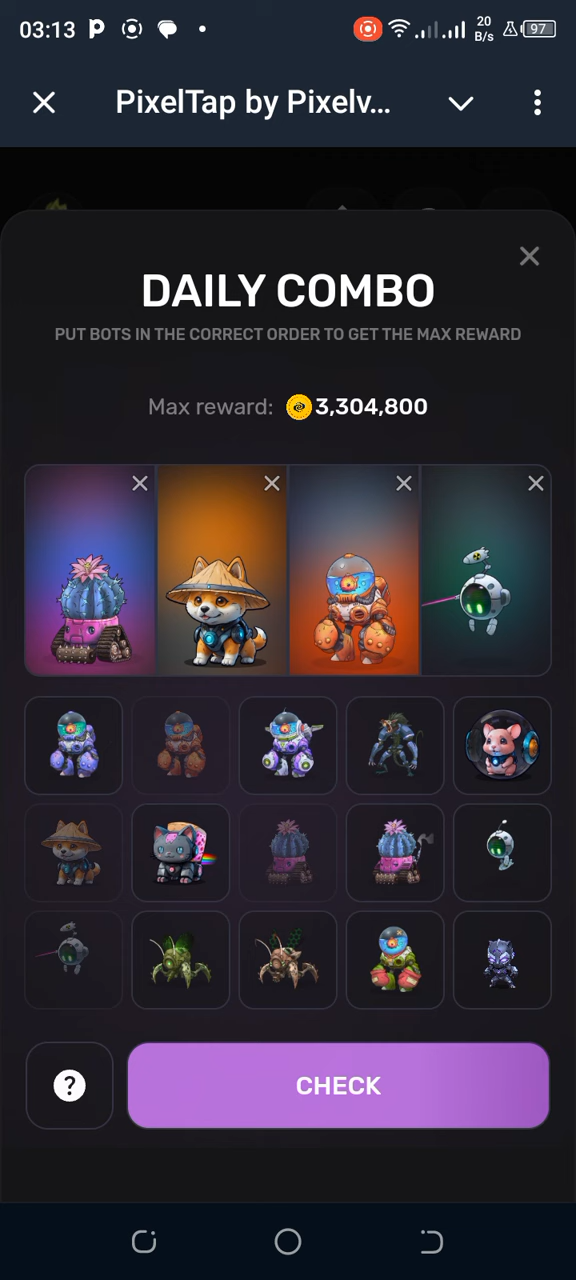 03:13
20
B/s
97
PixelTap by Pixelv...
DAILY COMBO
PUT BOTS IN THE CORRECT ORDER TO GET THE MAX REWARD
Max reward: 3,304,800
?
CHECK